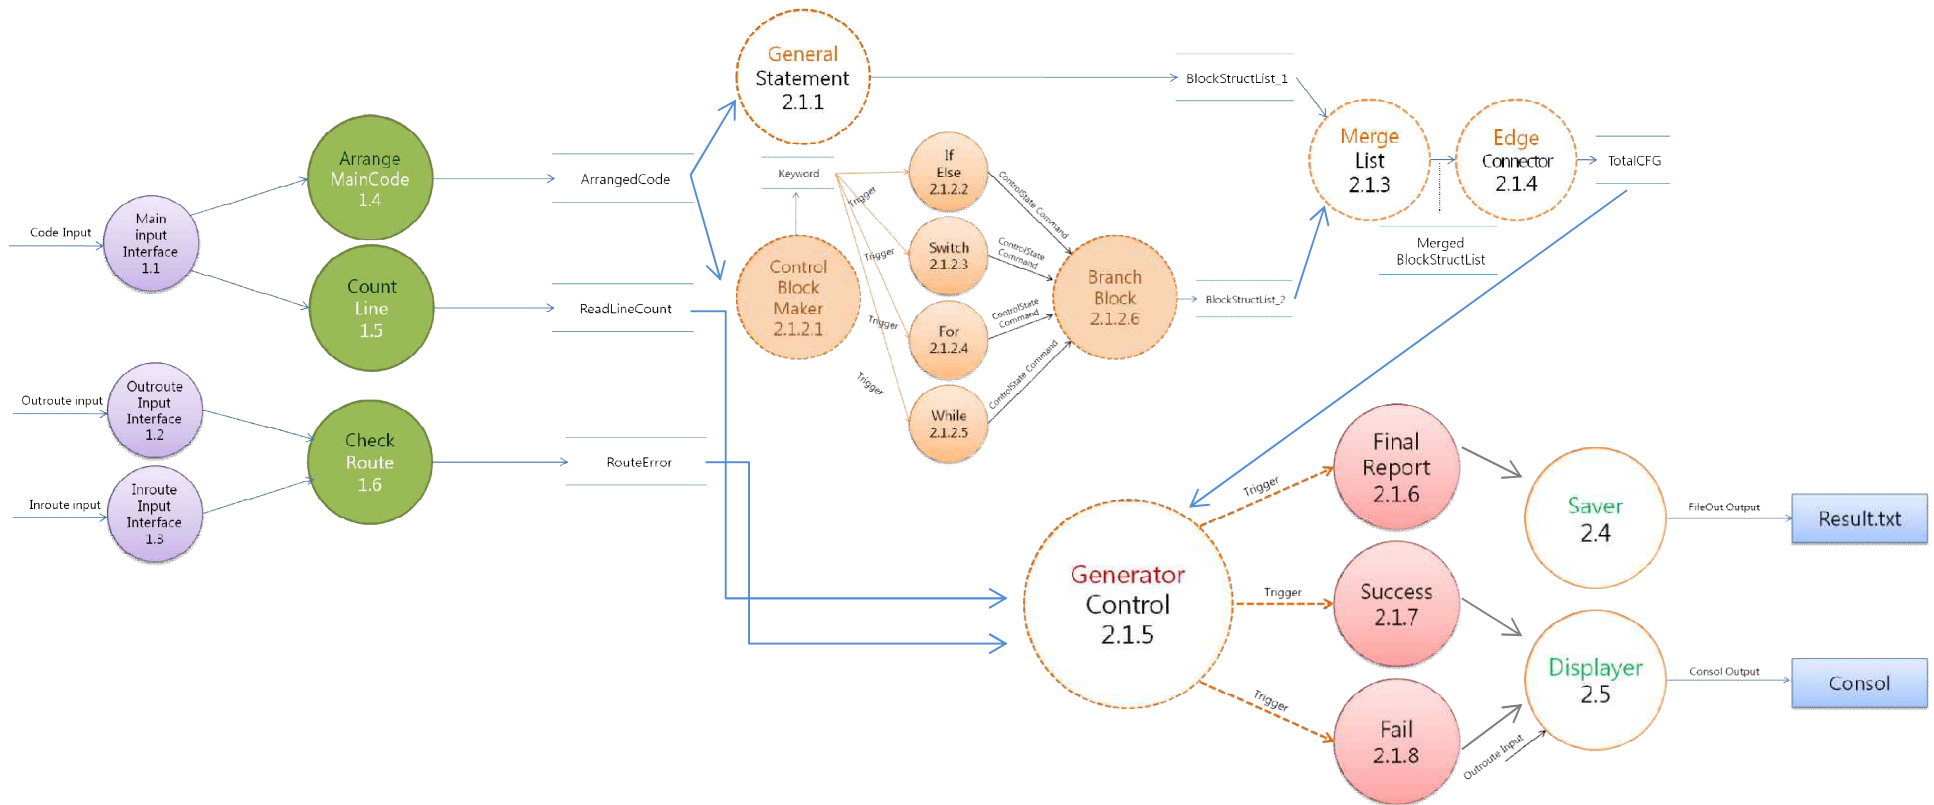 Code Input
Main
input
Interface
1.1
Outroute input
Outroute
Input
Interface
1.2
Inroute input
Inroute
Input
Interface
1.3
Arrange
MainCode
1.4
Count
Line
1.5
Check
Route
1.6
ArrangedCode
ReadLineCount
RouteError
General
Statement
2.1.1
Keyword
Control
Block
Maker
2.1.2.1
Trigger
Trigger
Trigger
Trigger
If
Else
2.1.2.2
Switch
2.1.2.3
For
2.1.2.4
While
2.1.2.5
ControlState Command
ControlState
Command
ControlState
Command
ControlState Command
Branch
Block
2.1.2.6
BlockStructList_1
BlockStructList_2
Merge
List
2.1.3
Merged
BlockStructList
Edge
Connector
2.1.4
TotalCFG
Generator
Control
2.1.5
Trigger
Trigger
Trigger
Final
Report
2.1.6
Success
2.1.7
Fail
2.1.8
Outroute Input
Saver
2.4
Displayer
2.5
FileOut Output
Result.txt
Consol Output
Consol